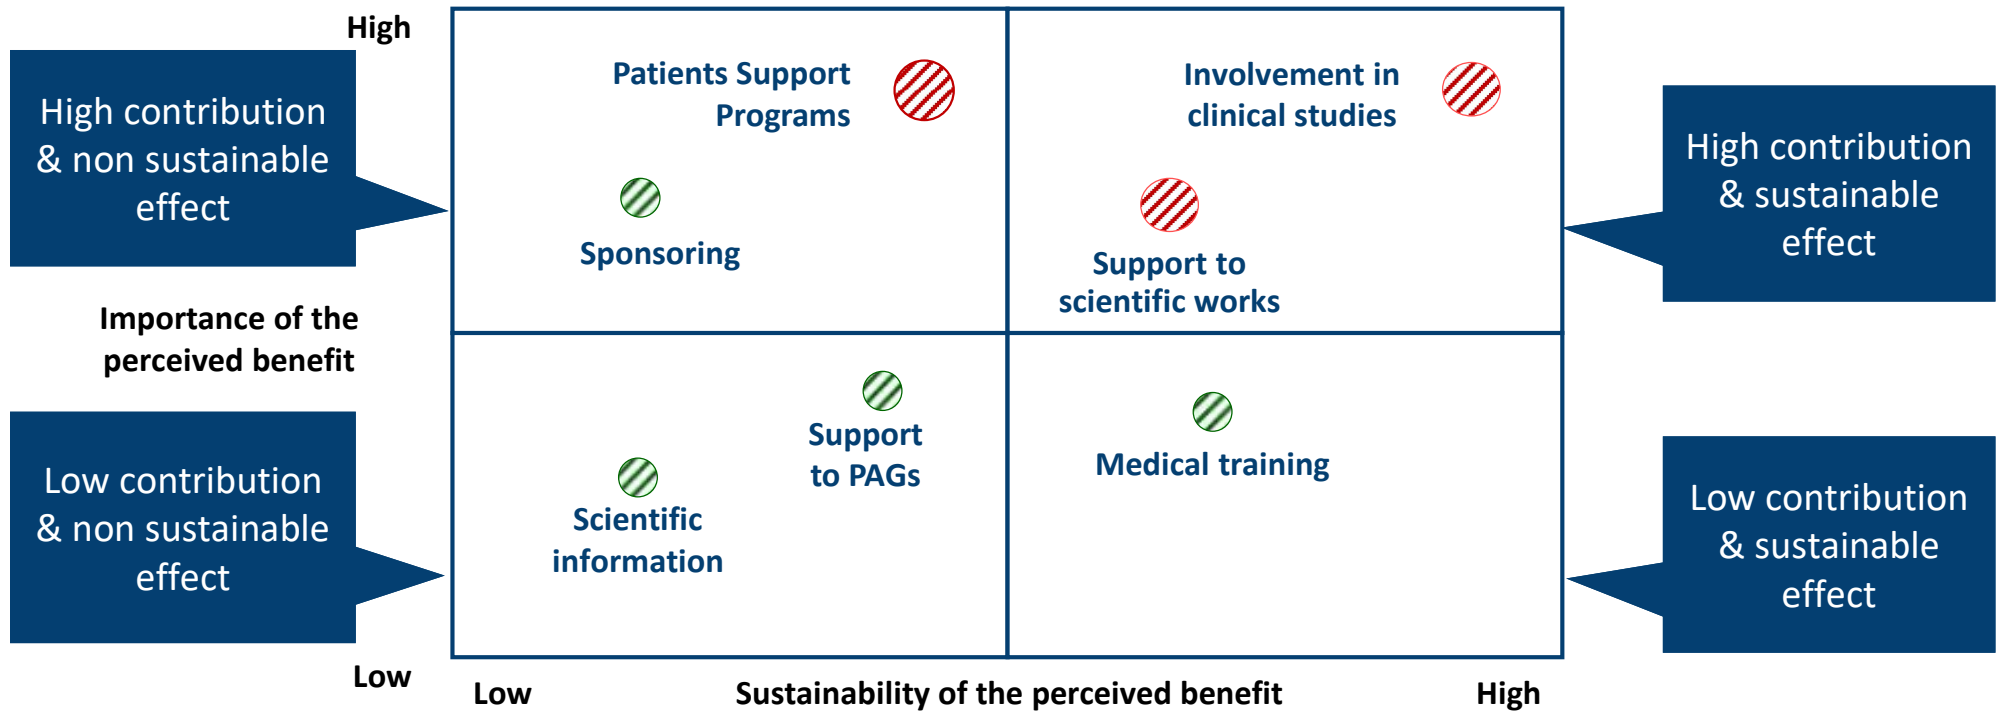 High
High contribution
& non sustainable
effect
Patients Support
Programs
Involvement in
clinical studies
High contribution
& sustainable
effect
Sponsoring
Support to
scientific works
Importance of the
perceived benefit
Low contribution
& non sustainable
effect
Support
to PAGs
Scientific
information
Medical training
Low contribution
& sustainable
effect
Low
Low
Sustainability of the perceived benefit
High